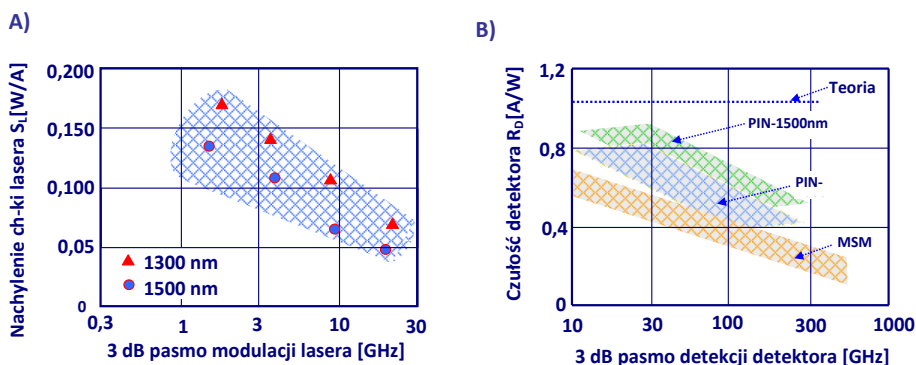 A)
Nachylenie ch-ki lasera SL[W/A]
0,200
0,150
0,100
0,05
0
1300 nm
1500 nm
0,3
1
3
10
30
3 dB pasmo modulacji lasera [GHz]
B)
Czułość detektora RD[A/W]
1,2
0,8
0,4
0
Teoria
PIN-1500nm
PIN-
MSM
10
30
100
300
1000
3 dB pasmo detekcji detektora [GHz]